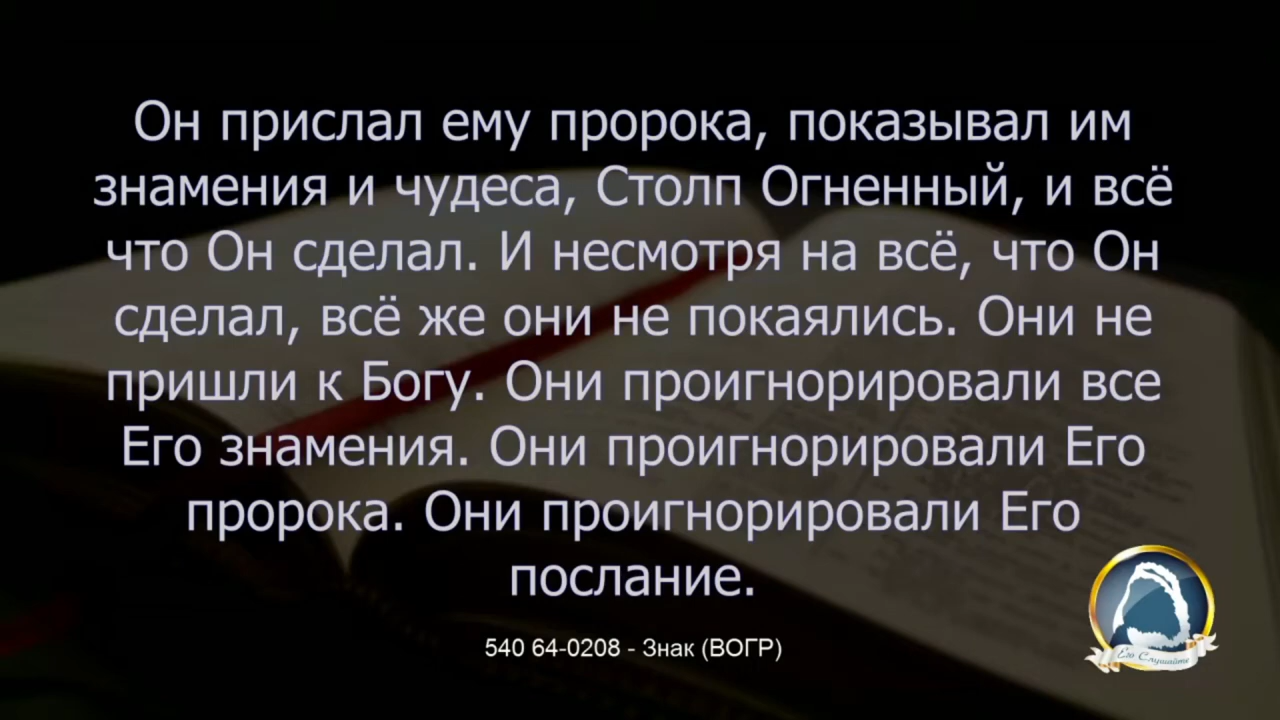 Он прислал ему пророка, показывал им
знамения и чудеса, Столп Огненный, и всё
что Он сделал. И несмотря на всё, что Он
сделал, всё же они не покаялись. Они не
пришли к Богу. Они проигнорировали все
Его знамения. Они проигнорировали Его
пророка. Они проигнорировали Его
послание.
540 64-0208 - Знак (ВОГР)
Его Слушайте